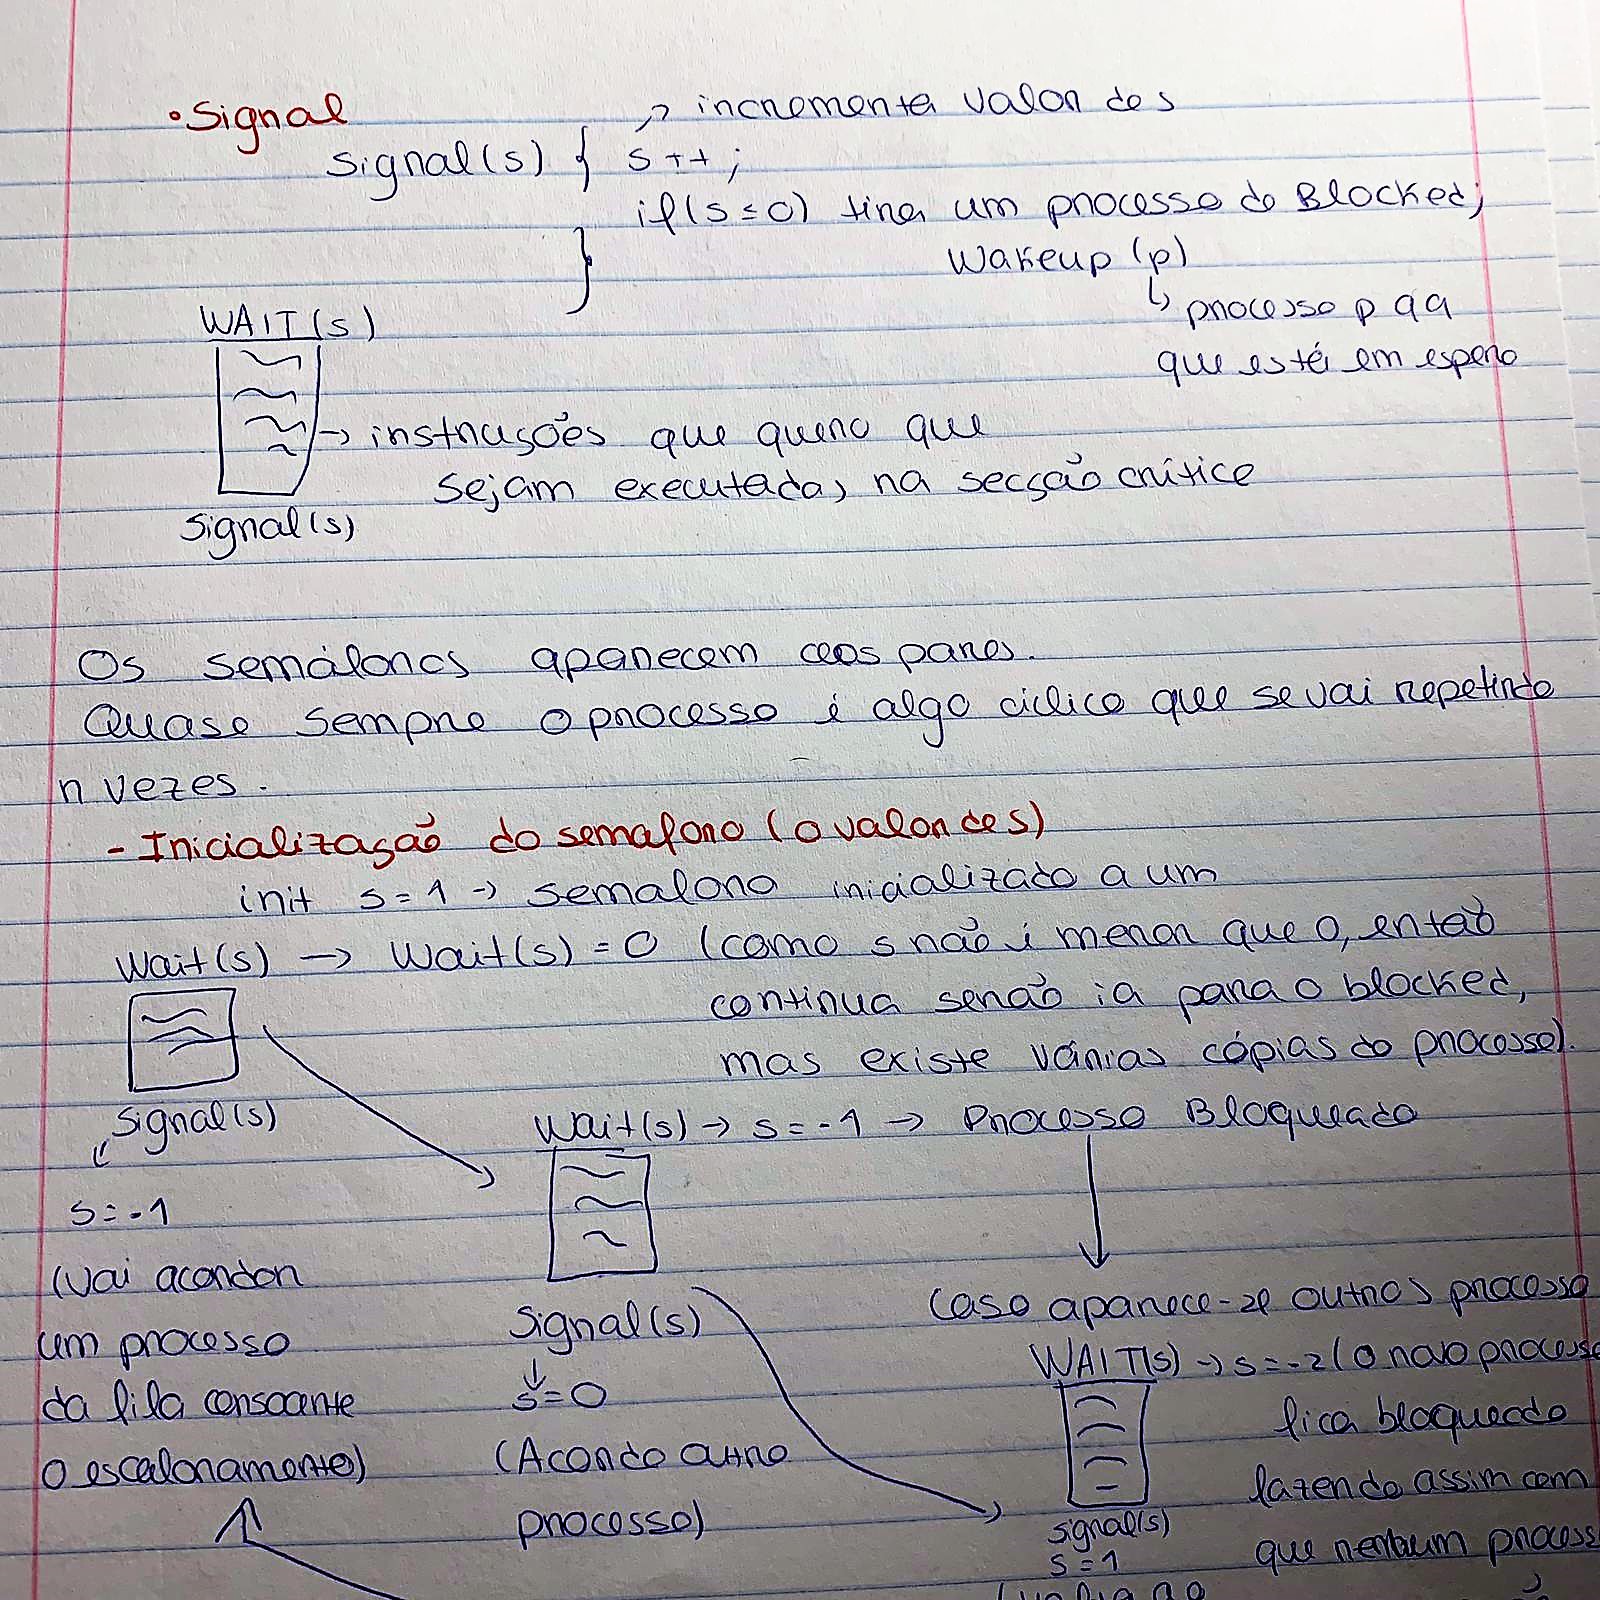 • Signal
→ incrementa valor de s
signal(s) { s++;
if(s≤0) tira um processo do Blocked;
Wakeup (p)
}
↳ processo p qq
que está em espera
WAIT(s)
→ instruções que quero que
sejam executadas na secção crítica
Signal(s)
Os semáforos aparecem aos pares.
Quase sempre o processo é algo cíclico que se vai repetindo
n vezes.
- Inicialização do semaforo (o valor de s)
init s=1 → semaforo inicializado a um
Wait(s) → Wait(s) = 0 (como s não é menor que 0, então
continua senão ia para o blocked,
mas existe várias cópias do processo).
Signal(s)
Wait(s) → s=-1 → Processo Bloqueado
s=-1
(vai acordar
um processo
da fila consoante
o escalonamento)
Signal(s)
s=0
(Acordo outro
processo)
Caso aparece-se outros processo
WAIT(s) → s=-2 (o novo process
fica bloqueado
fazendo assim com
que nenhum process
signal(s)
s=1